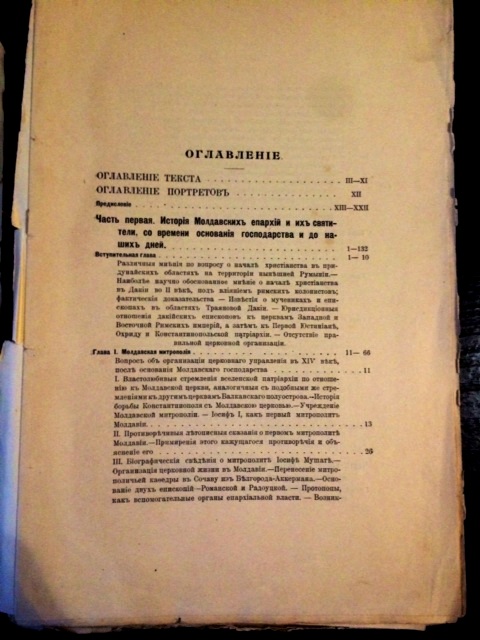 ОГЛАВЛЕНІЕ.
ОГЛАВЛЕНІЕ ТЕКСТА . . . III—XI
ОГЛАВЛЕНІЕ ПОРТРЕТОВЪ . . . XII
Предисловіе . . . XIII—XXII
Часть первая. Исторія Молдавскихъ епархій и ихъ святи-
тели, со времени основанія господарства и до на-
шихъ дней. . . . 1—132
Вступительная глава . . . 1— 10
Различныя мнѣнія по вопросу о началѣ христіанства въ при-
дунайскихъ областяхъ на территоріи нынѣшней Румыніи.—
Наиболѣе научно обоснованное мнѣніе о началѣ христіанства
въ Дакіи во II вѣкѣ, подъ вліяніемъ римскихъ колонистовъ;
фактическія доказательства — Извѣстія о мученикахъ и епи-
скопахъ въ областяхъ Траяновой Дакіи. — Юрисдикціонныя
отношенія дакійскихъ епископовъ къ церквамъ Западной и
Восточной Римскихъ имперій, а затѣмъ къ Первой Юстиніанѣ,
Охриду и Константинопольской патріархіи. — Отсутствіе пра-
вильной церковной организаціи.
Глава I. Молдавская митрополія . . . 11— 66
Вопросъ объ организаціи церковнаго управленія въ XIV вѣкѣ,
послѣ основанія Молдавскаго господарства . . . 11
I. Властолюбивыя стремленія вселенской патріархіи по отноше-
нію къ Молдавской церкви, аналогичныя съ подобными же стре-
мленіями къ другимъ церквамъ Балканскаго полуострова.—Исторія
борьбы Константинополя съ Молдавскою церковью.—Учрежденіе
Молдавской митрополіи. — Іосифъ I, какъ первый митрополитъ
Молдавіи. . . . 13
II. Противорѣчивыя лѣтописныя сказанія о первомъ митрополитѣ
Молдавіи.—Примиреніе этого кажущагося противорѣчія и объ-
ясненіе его . . . 26
III. Біографическія свѣдѣнія о митрополитѣ Іосифѣ Мушатѣ.—
Организація церковной жизни въ Молдавіи.—Перенесеніе митро-
поличьей каѳедры въ Сочаву изъ Бѣлгорода-Аккермана.—Осно-
ваніе двухъ епископій—Романской и Радоуцкой. — Протопопы,
какъ вспомогательные органы епархіальной власти. — Возник-